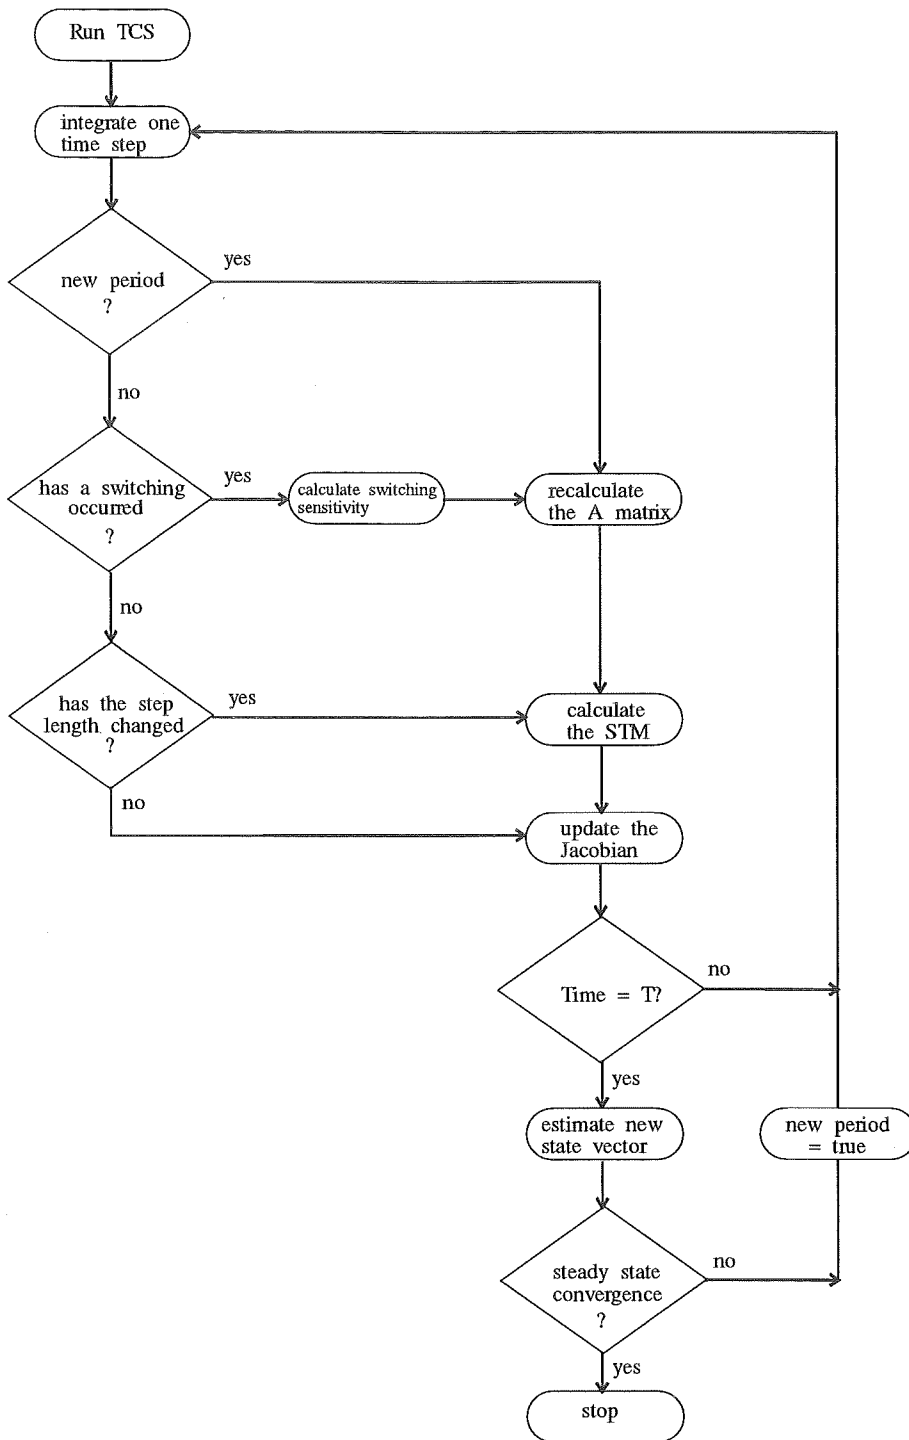 Run TCS
integrate one
time step
new period
?
yes
no
has a switching
occurred
?
yes
calculate switching
sensitivity
recalculate
the A matrix
no
has the step
length changed
?
yes
calculate
the STM
no
update the
Jacobian
Time = T?
no
yes
estimate new
state vector
new period
= true
steady state
convergence
?
no
yes
stop